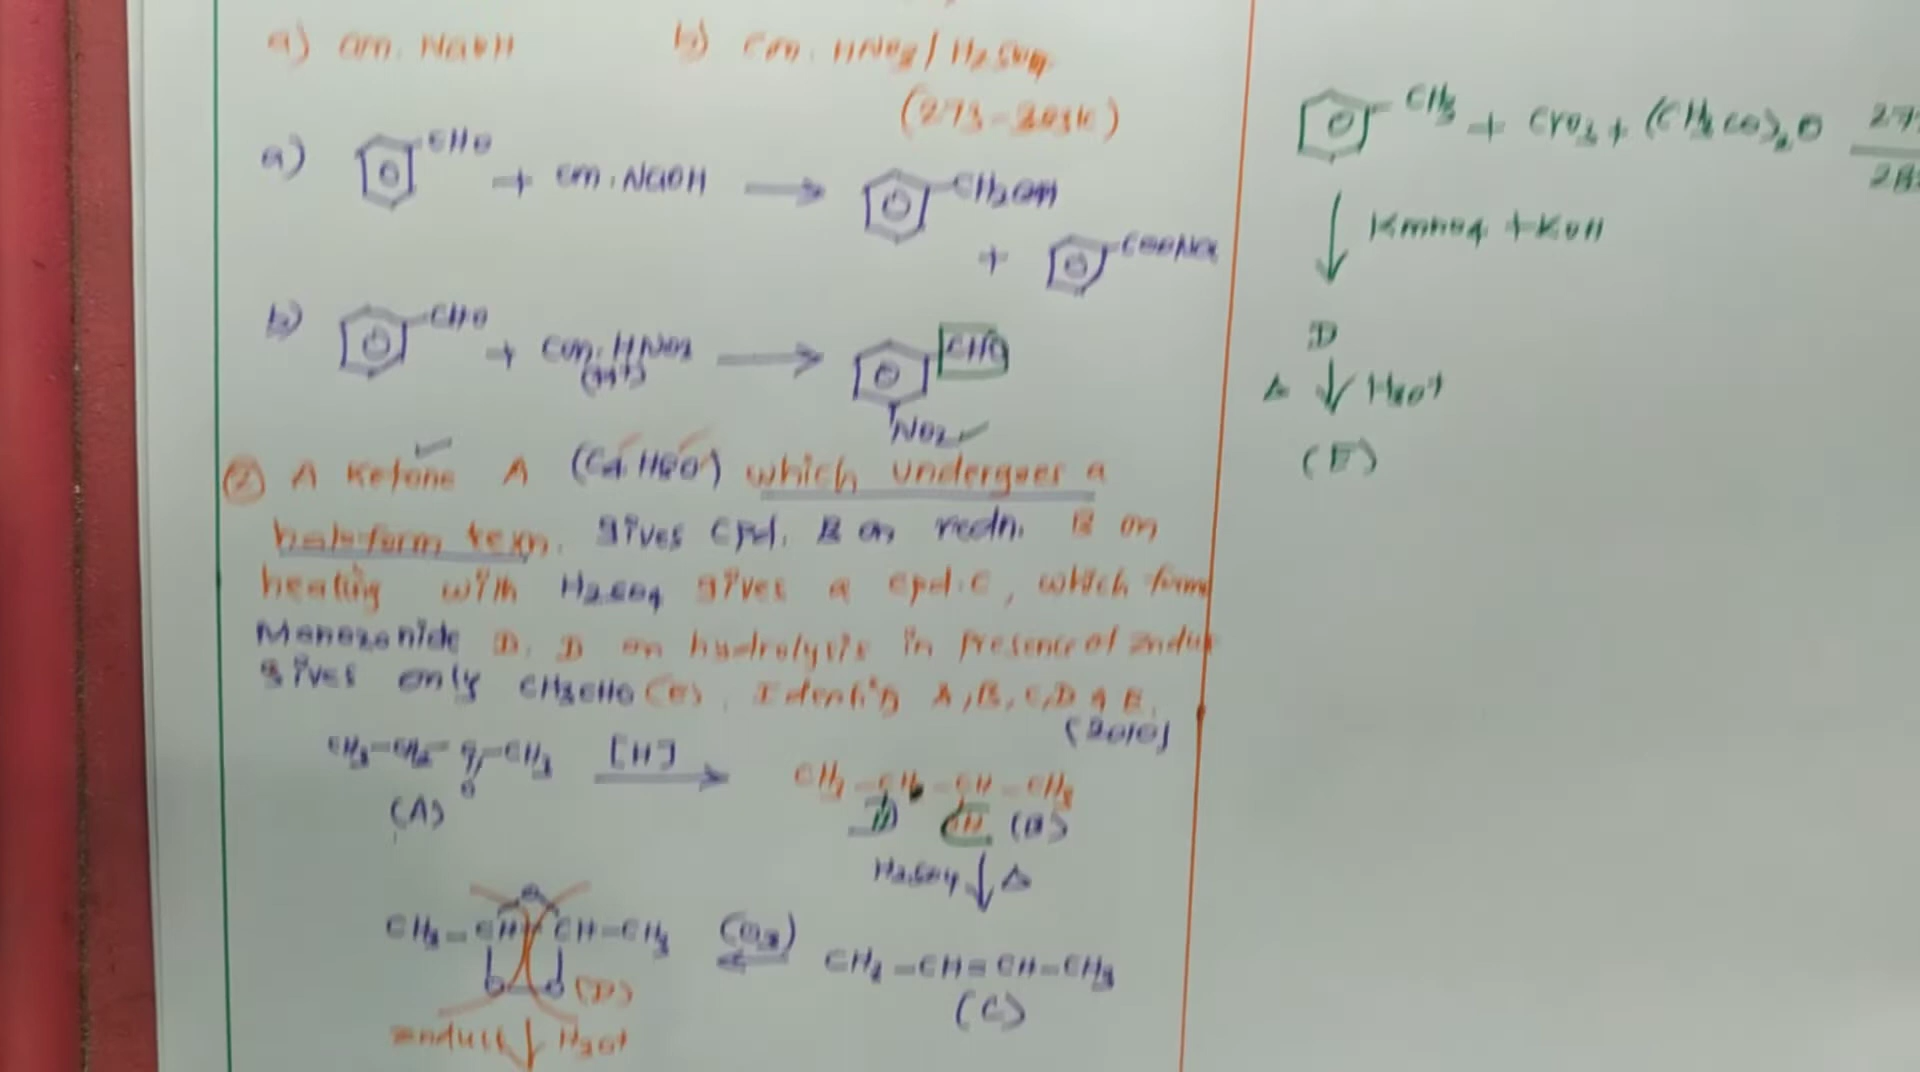 a) Con. NaOH b) Con. HNO3 / H2SO4
(273-283K)
a) CHO + Con. NaOH → CH2OH
+ COONa
b) CHO + Con. HNO3 → CHO
NO2
② A Ketone A (C4H8O) which undergoes a
haloform rexn. gives Cpd. B on redn. B on
heating with H2SO4 gives a cpd. C, which form
Monozonide D. D on hydrolysis in presence of zndust
gives only CH3CHO (E). Identify A, B, C, D & E.
(2010)
CH3-CH2-C-CH3 [H] CH3-CH-CH-CH3
O
(A) H OH (B)
H2SO4 ↓ Δ
O
CH3-CH CH-CH3 (O3) CH3-CH=CH-CH3
O-O (D) (C)
zndust ↓ H3O+
CH3 + CrO3 + (CH3CO)2O
KMnO4 + KOH
D
Δ ↓ H3O+
(E)